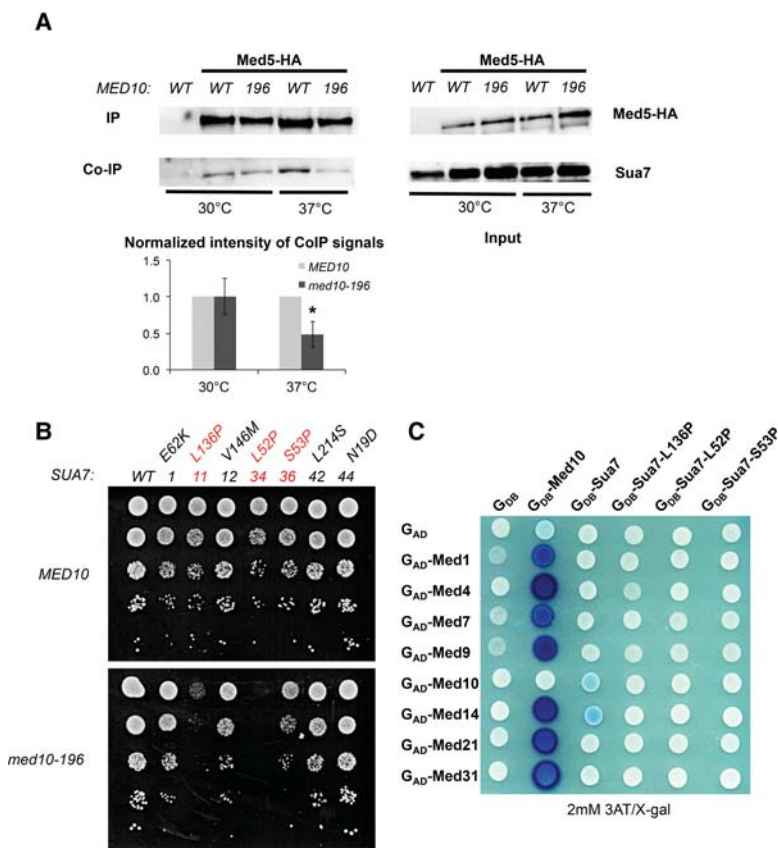 A
Med5-HA
MED10: WT WT 196 WT 196
IP
Co-IP
30°C 37°C
Med5-HA
WT WT 196 WT 196
Med5-HA
Sua7
30°C 37°C
Input
Normalized intensity of CoIP signals
MED10
med10-196
1.5
1.0
*
0.5
0.0
30°C 37°C
B
E62K L136P V146M L52P S53P L214S N19D
SUA7: WT 1 11 12 34 36 42 44
MED10
med10-196
C
GDB GDB-Med10 GDB-Sua7 GDB-Sua7-L136P GDB-Sua7-L52P GDB-Sua7-S53P
GAD
GAD-Med1
GAD-Med4
GAD-Med7
GAD-Med9
GAD-Med10
GAD-Med14
GAD-Med21
GAD-Med31
2mM 3AT/X-gal